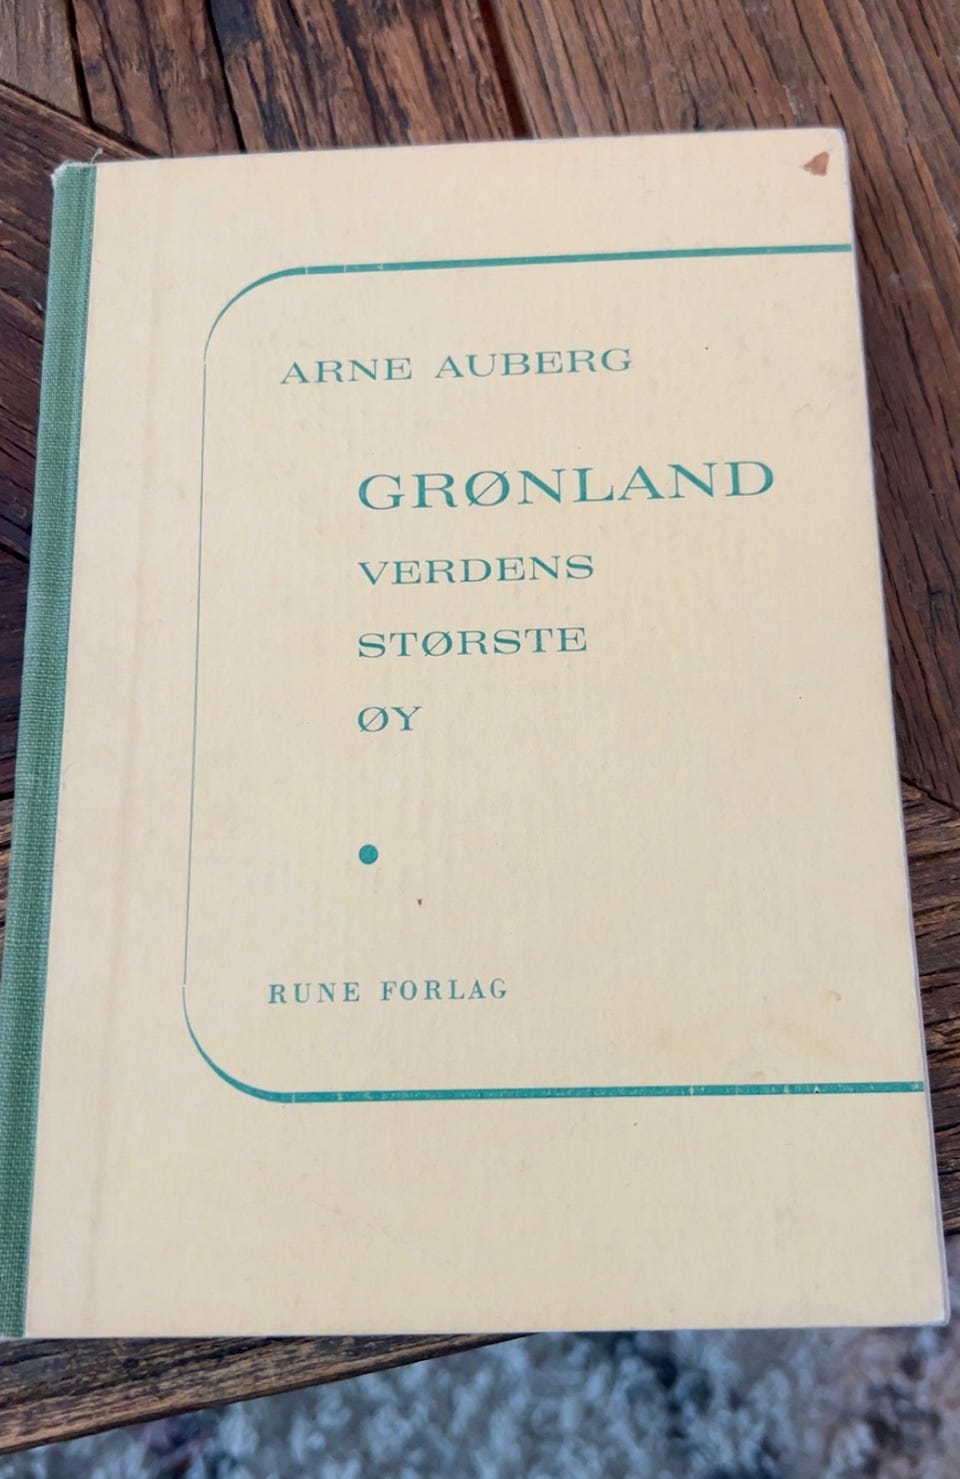 ARNE AUBERG
GRØNLAND
VERDENS
STØRSTE
ØY
RUNE FORLAG